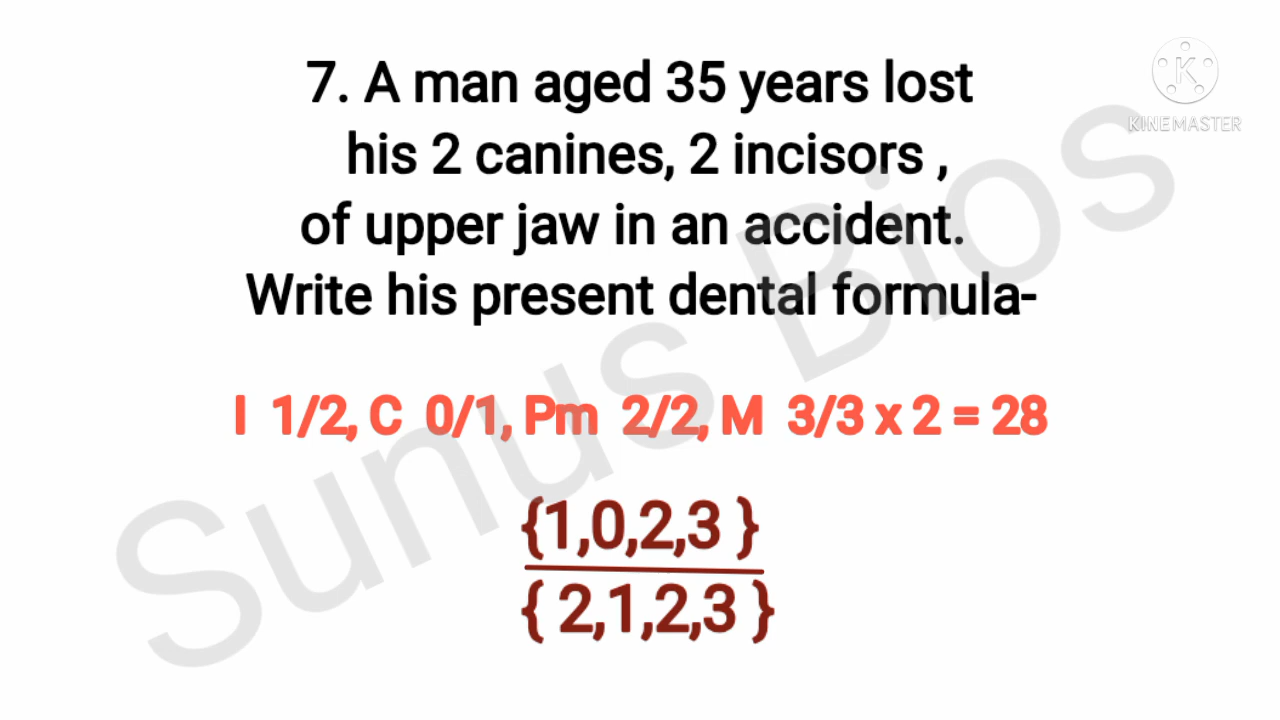 7. A man aged 35 years lost
his 2 canines, 2 incisors ,
of upper jaw in an accident.
Write his present dental formula-
I 1/2, C 0/1, Pm 2/2, M 3/3 x 2 = 28
{1,0,2,3 }
{ 2,1,2,3 }
Sunus Bios
K
KINEMASTER